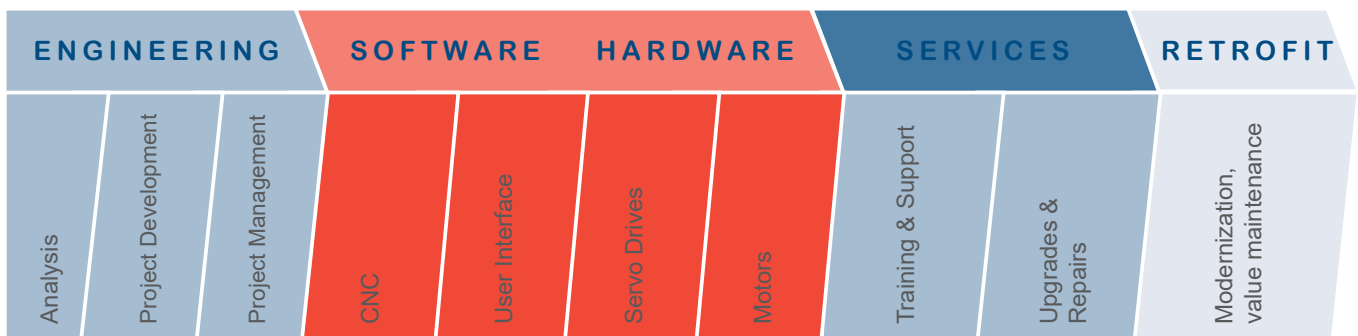 ENGINEERING
SOFTWARE HARDWARE
SERVICES
RETROFIT
Analysis
Project Development
Project Management
CNC
User Interface
Servo Drives
Motors
Training & Support
Upgrades &
Repairs
Modernization,
value maintenance